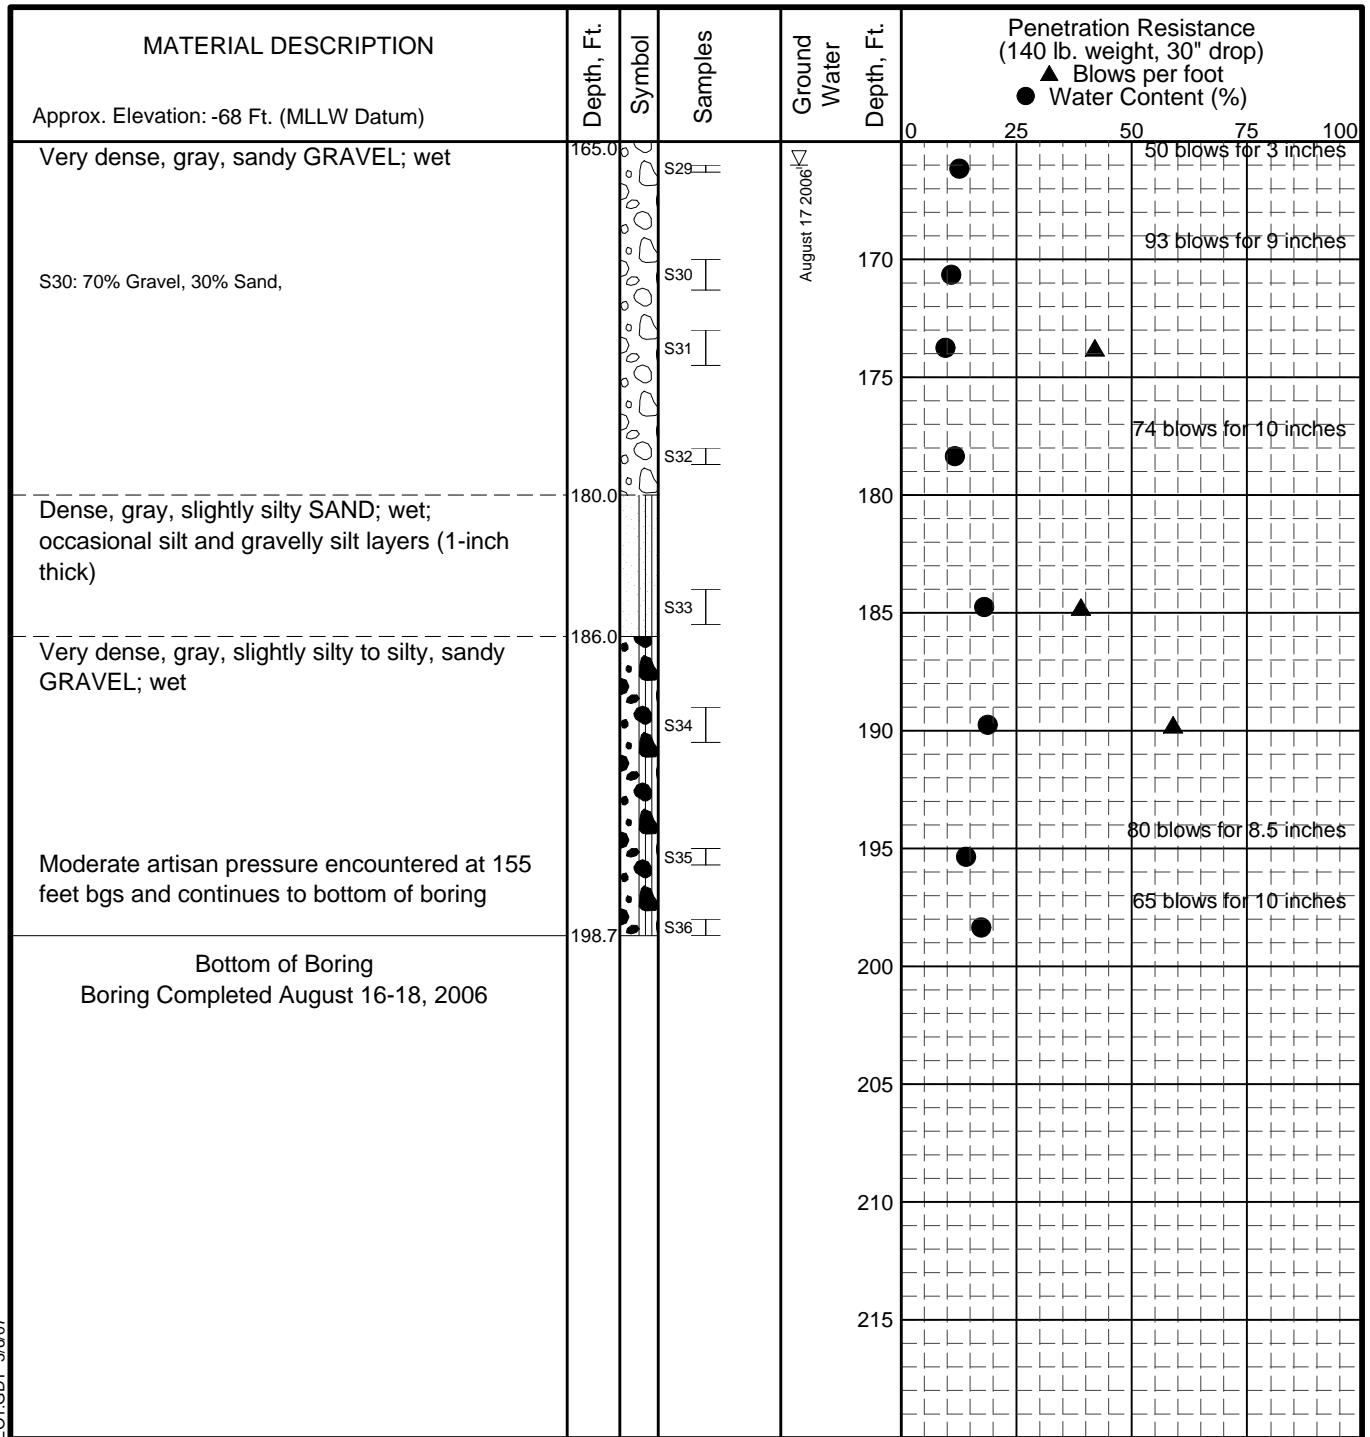 MATERIAL DESCRIPTION
Approx. Elevation: -68 Ft. (MLLW Datum)
Depth, Ft.
Symbol
Samples
Ground
Water
Depth, Ft.
Penetration Resistance
(140 lb. weight, 30" drop)
Blows per foot
Water Content (%)
0 25 50 75 100
Very dense, gray, sandy GRAVEL; wet
165.0
S29
August 17 2006
50 blows for 3 inches
93 blows for 9 inches
170
S30: 70% Gravel, 30% Sand,
S30
S31
175
74 blows for 10 inches
S32
180.0
180
Dense, gray, slightly silty SAND; wet;
occasional silt and gravelly silt layers (1-inch
thick)
S33
185
186.0
Very dense, gray, slightly silty to silty, sandy
GRAVEL; wet
S34
190
80 blows for 8.5 inches
195
Moderate artisan pressure encountered at 155
feet bgs and continues to bottom of boring
S35
65 blows for 10 inches
S36
198.7
Bottom of Boring
Boring Completed August 16-18, 2006
200
205
210
215